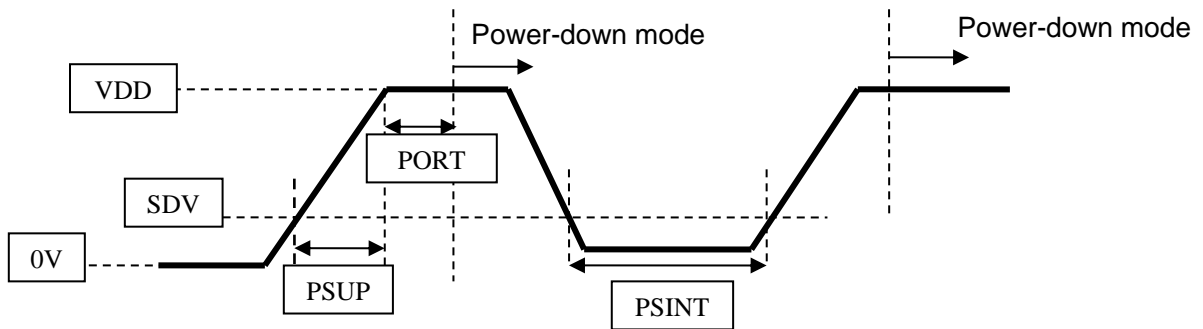 Power-down mode
Power-down mode
VDD
PORT
SDV
0V
PSUP
PSINT